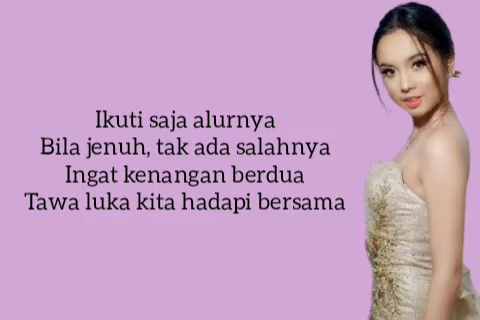 Ikuti saja alurnya
Bila jenuh, tak ada salahnya
Ingat kenangan berdua
Tawa luka kita hadapi bersama